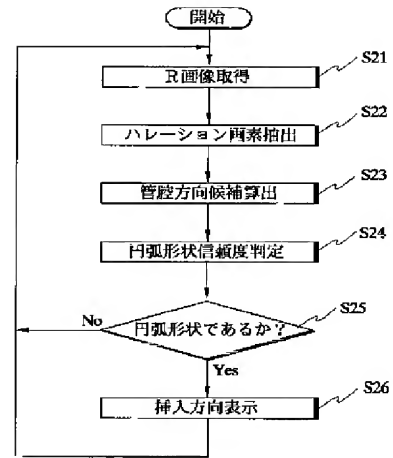 開始
S21
R画像取得
S22
ハレーション画素抽出
S23
管腔方向候補算出
S24
円弧形状信頼度判定
S25
円弧形状であるか?
No
Yes
S26
挿入方向表示